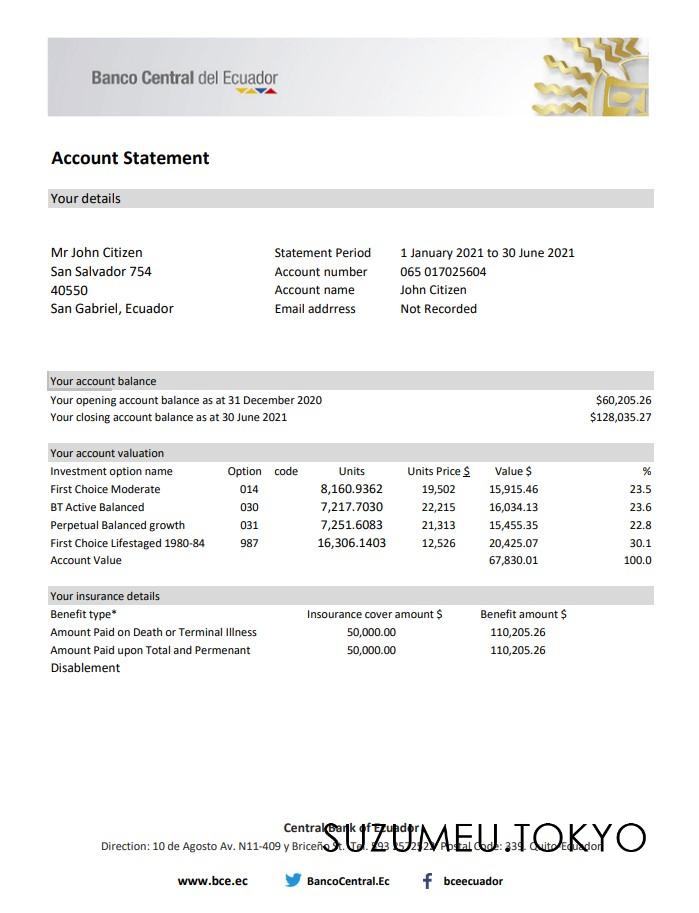 Banco Central del Ecuador
Account Statement
Your details
Mr John Citizen Statement Period 1 January 2021 to 30 June 2021
San Salvador 754 Account number 065 017025604
40550 Account name John Citizen
San Gabriel, Ecuador Email addrress Not Recorded
Your account balance
Your opening account balance as at 31 December 2020 $60,205.26
Your closing account balance as at 30 June 2021 $128,035.27
Your account valuation
Investment option name Option code Units Units Price $ Value $ %
First Choice Moderate 014 8,160.9362 19,502 15,915.46 23.5
BT Active Balanced 030 7,217.7030 22,215 16,034.13 23.6
Perpetual Balanced growth 031 7,251.6083 21,313 15,455.35 22.8
First Choice Lifestaged 1980-84 987 16,306.1403 12,526 20,425.07 30.1
Account Value 67,830.01 100.0
Your insurance details
Benefit type* Insourance cover amount $ Benefit amount $
Amount Paid on Death or Terminal Illness 50,000.00 110,205.26
Amount Paid upon Total and Permenant 50,000.00 110,205.26
Disablement
Central Bank of Ecuador
SUZUMEU.TOKYO
Direction: 10 de Agosto Av. N11-409 y Briceño St. Tel. 593 2572522 Postal Code: 339. Quito Ecuador
www.bce.ec BancoCentral.Ec bceecuador